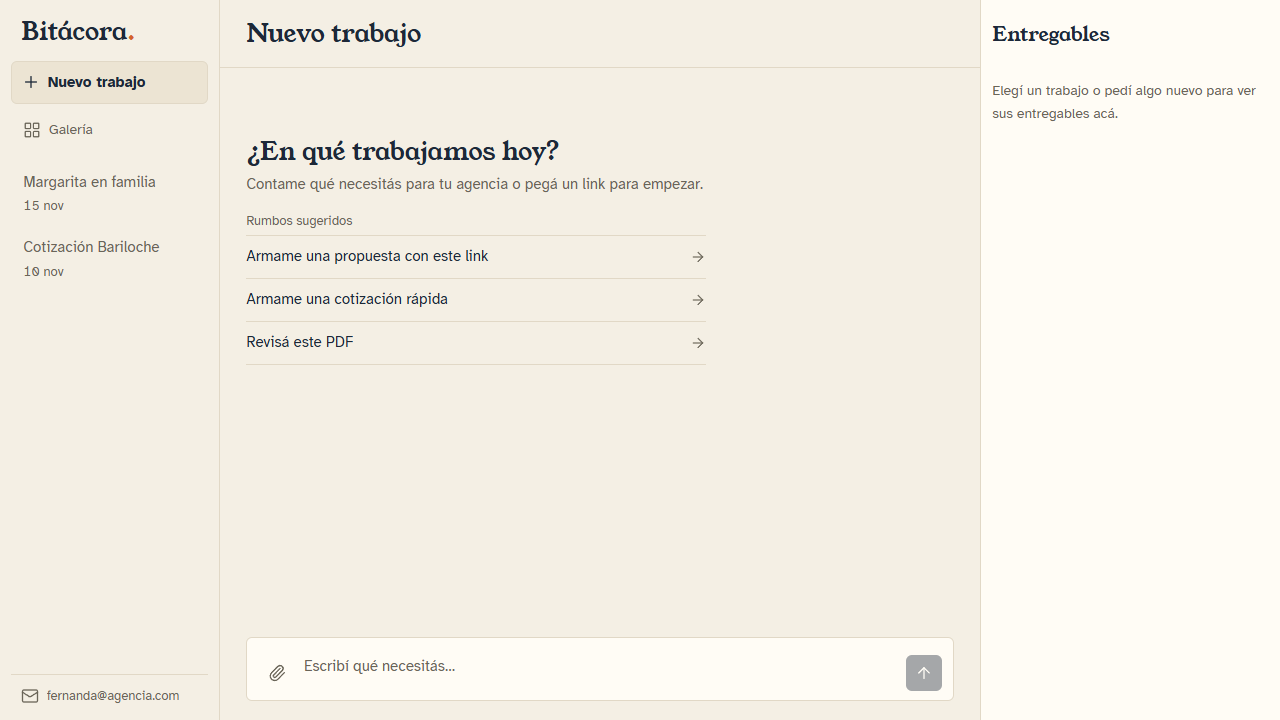 Bitácora.
Nuevo trabajo
Galería
Margarita en familia
15 nov
Cotización Bariloche
10 nov
fernanda@agencia.com
Nuevo trabajo
¿En qué trabajamos hoy?
Contame qué necesitás para tu agencia o pegá un link para empezar.
Rumbos sugeridos
Armame una propuesta con este link
Armame una cotización rápida
Revisá este PDF
Escribí qué necesitás...
Entregables
Elegí un trabajo o pedí algo nuevo para ver
sus entregables acá.